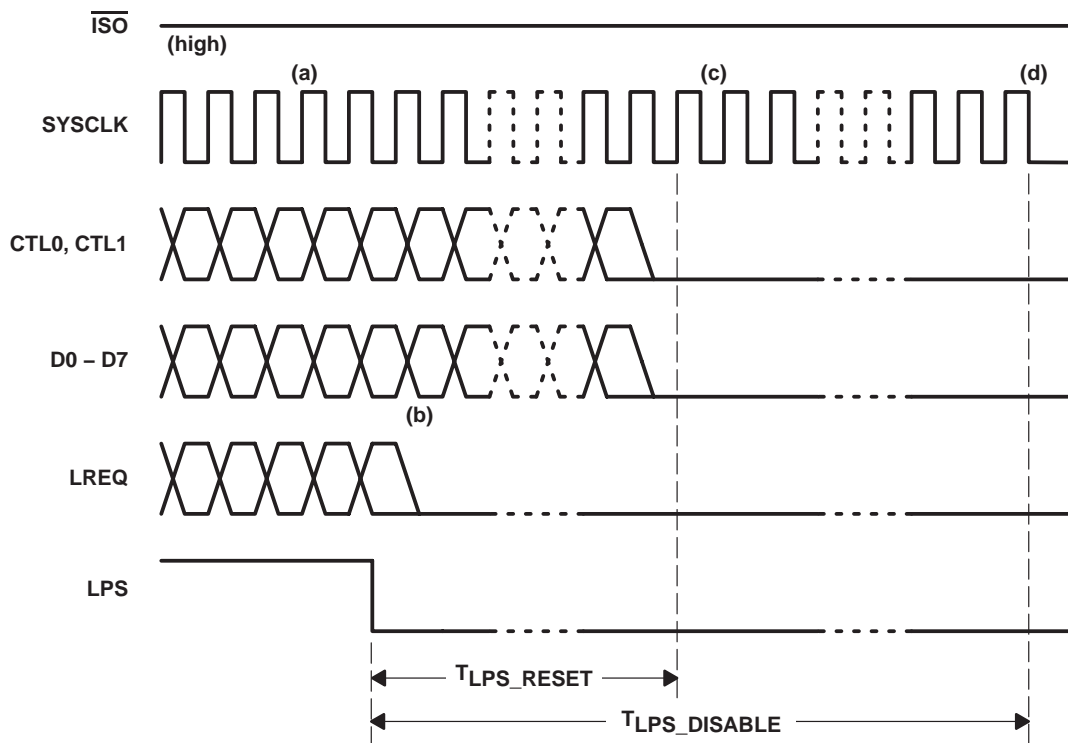 ISO
(high)
(a)
(c)
(d)
SYSCLK
CTL0, CTL1
D0 – D7
(b)
LREQ
LPS
TLPS_RESET
TLPS_DISABLE